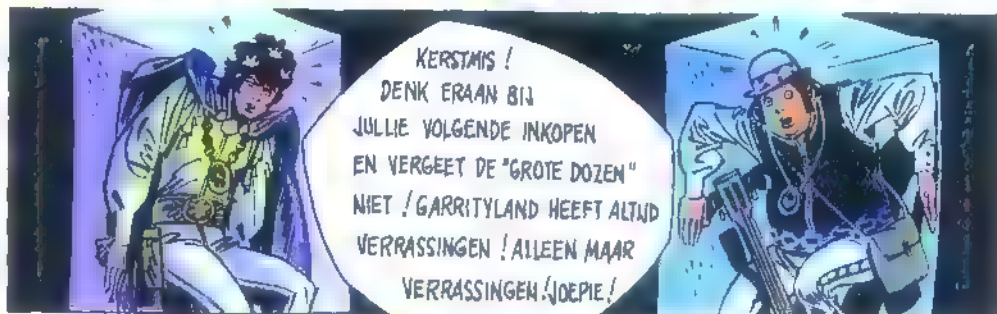 KERSTMIS !
DENK ERAAN BIJ
JULLIE VOLGENDE INKOPEN
EN VERGEET DE "GROTE DOZEN"
NIET ! GARRITYLAND HEEFT ALTIJD
VERRASSINGEN ! ALLEEN MAAR
VERRASSINGEN ! JOEPIE !